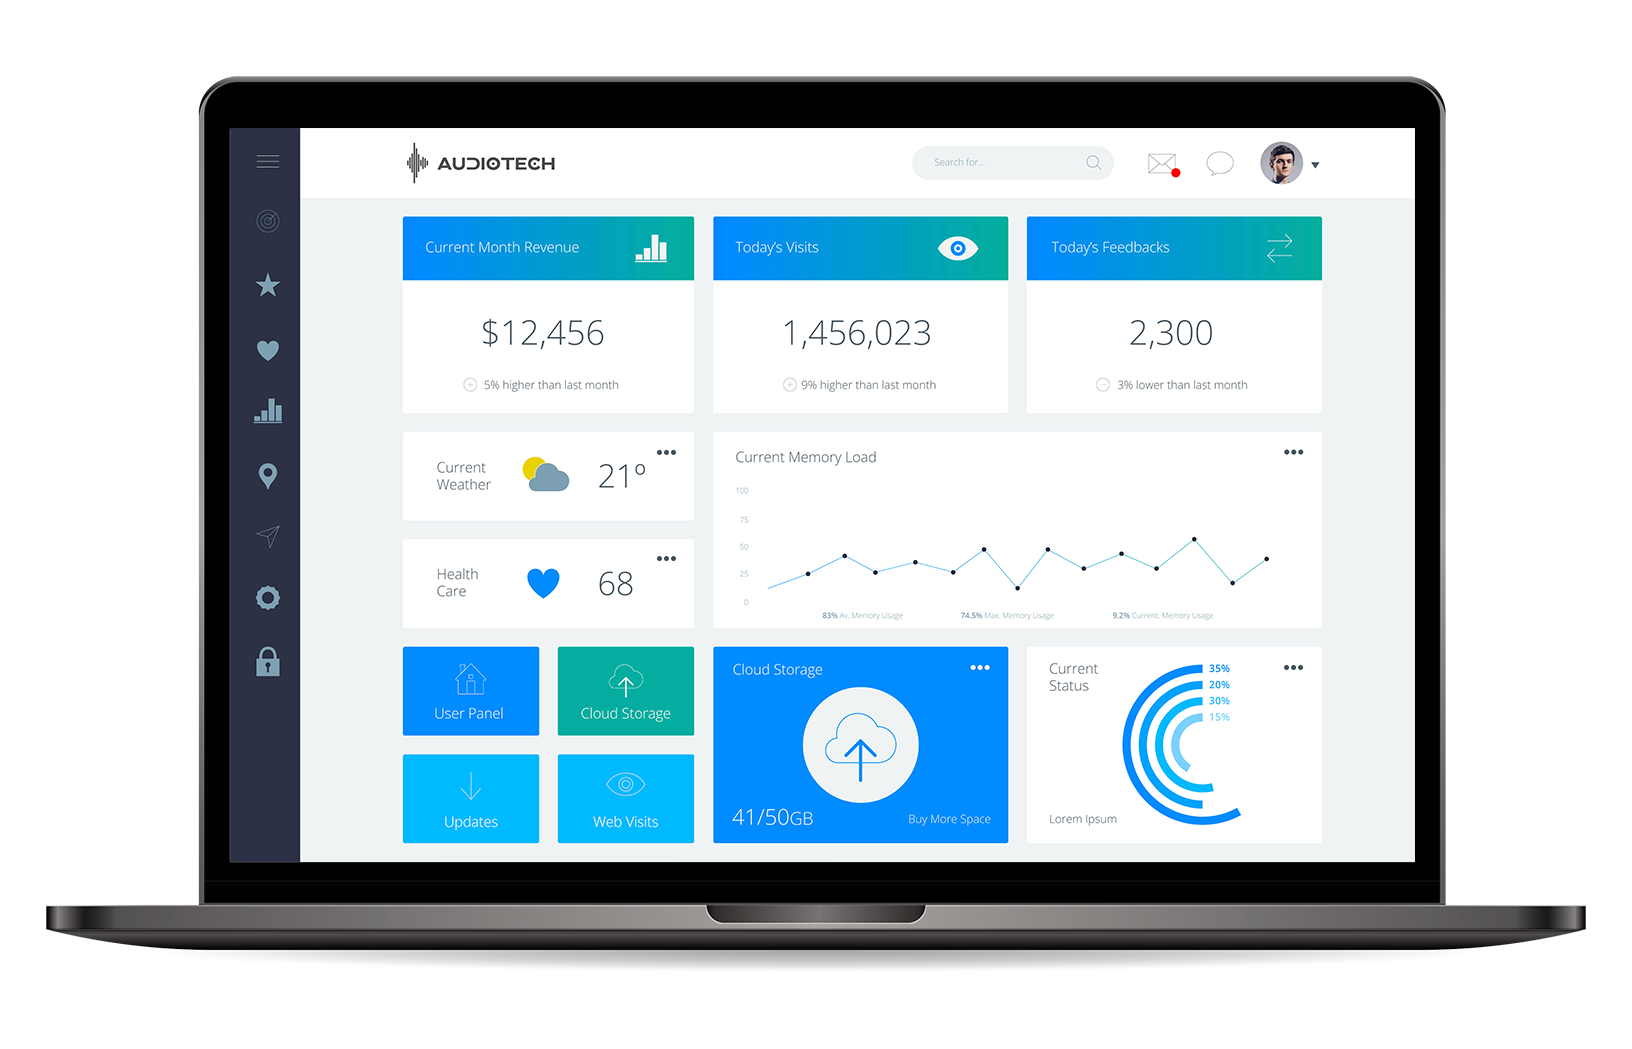 AUDIOTECH
Search for...
Current Month Revenue
$12,456
5% higher than last month
Today's Visits
1,456,023
9% higher than last month
Today's Feedbacks
2,300
3% lower than last month
Current
Weather
21°
Health
Care
68
Current Memory Load
100
75
50
25
0
83% Av. Memory Usage
74.5% Max. Memory Usage
9.2% Current. Memory Usage
User Panel
Cloud Storage
Updates
Web Visits
Cloud Storage
41/50GB
Buy More Space
Current
Status
35%
20%
30%
15%
Lorem Ipsum